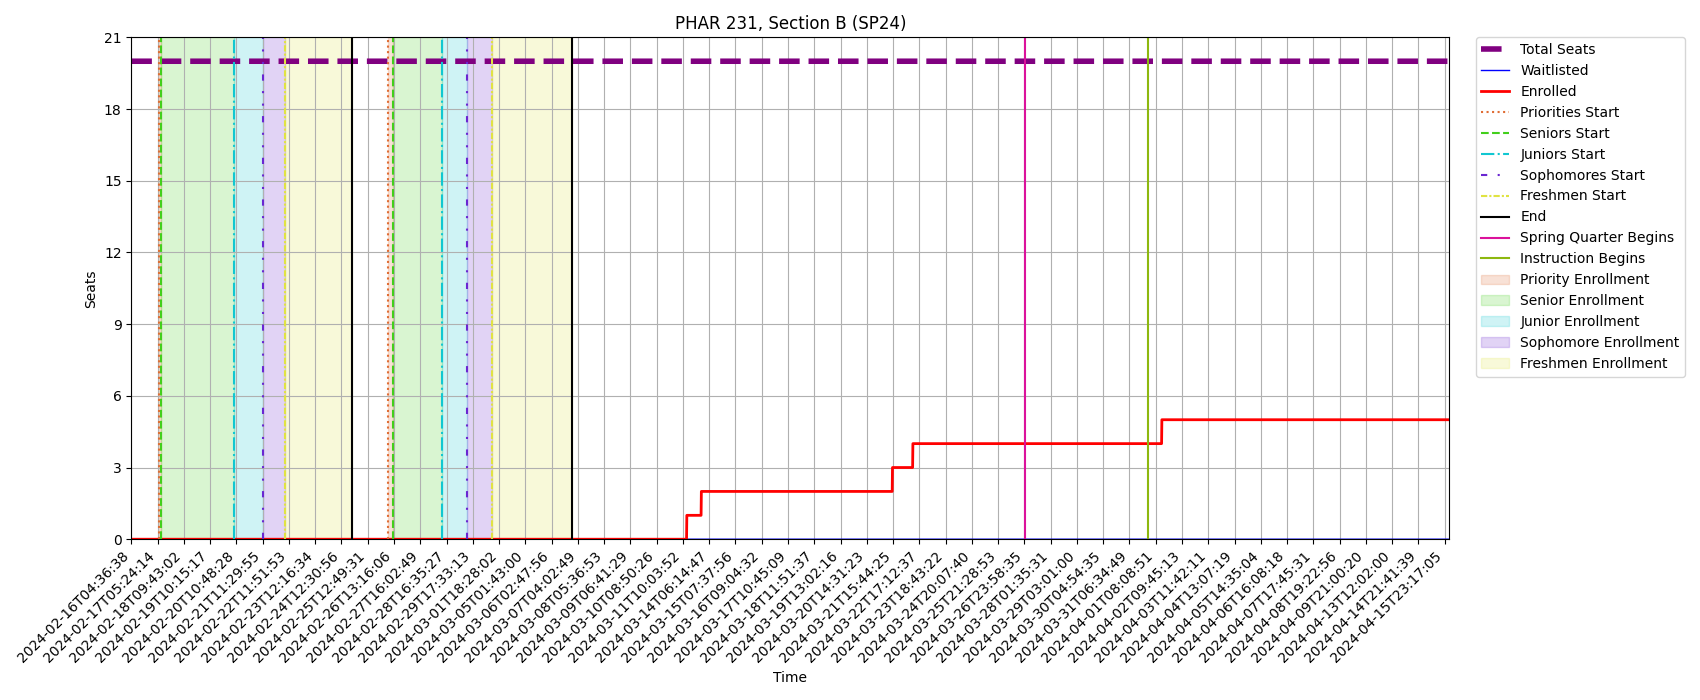 PHAR 231, Section B (SP24)
21
18
15
12
9
6
3
0
Seats
2024-02-16T04:36:38
2024-02-17T05:24:14
2024-02-18T09:43:02
2024-02-19T10:15:17
2024-02-20T10:48:28
2024-02-21T11:29:55
2024-02-22T11:51:53
2024-02-23T12:16:34
2024-02-24T12:30:56
2024-02-25T12:49:31
2024-02-26T13:16:06
2024-02-27T16:02:49
2024-02-28T16:35:27
2024-02-29T17:33:13
2024-03-01T18:28:02
2024-03-05T01:43:00
2024-03-06T02:47:56
2024-03-07T04:02:49
2024-03-08T05:36:53
2024-03-09T06:41:29
2024-03-10T08:50:26
2024-03-11T10:03:52
2024-03-14T06:14:47
2024-03-15T07:37:56
2024-03-16T09:04:32
2024-03-17T10:45:09
2024-03-18T11:51:37
2024-03-19T13:02:16
2024-03-20T14:31:23
2024-03-21T15:44:25
2024-03-22T17:12:37
2024-03-23T18:43:22
2024-03-24T20:07:40
2024-03-25T21:28:53
2024-03-26T23:58:35
2024-03-28T01:35:31
2024-03-29T03:01:00
2024-03-30T04:54:35
2024-03-31T06:34:49
2024-04-01T08:08:51
2024-04-02T09:45:13
2024-04-03T11:42:11
2024-04-04T13:07:19
2024-04-05T14:35:04
2024-04-06T16:08:18
2024-04-07T17:45:31
2024-04-08T19:22:56
2024-04-09T21:00:20
2024-04-13T12:02:00
2024-04-14T21:41:39
2024-04-15T23:17:05
Time
Total Seats
Waitlisted
Enrolled
Priorities Start
Seniors Start
Juniors Start
Sophomores Start
Freshmen Start
End
Spring Quarter Begins
Instruction Begins
Priority Enrollment
Senior Enrollment
Junior Enrollment
Sophomore Enrollment
Freshmen Enrollment